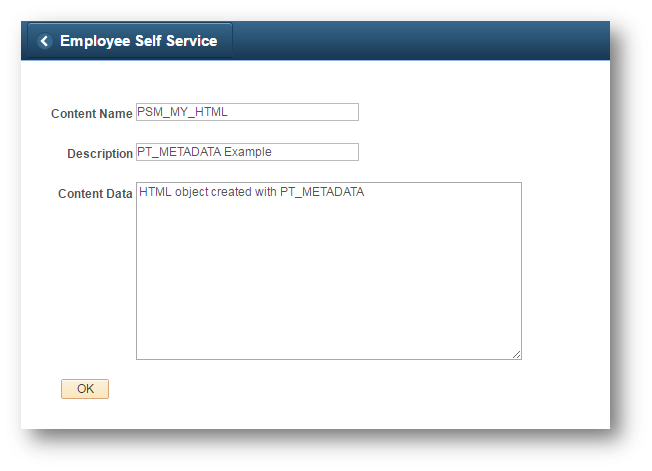 Employee Self Service
Content Name PSM_MY_HTML
Description PT_METADATA Example
Content Data HTML object created with PT_METADATA
OK